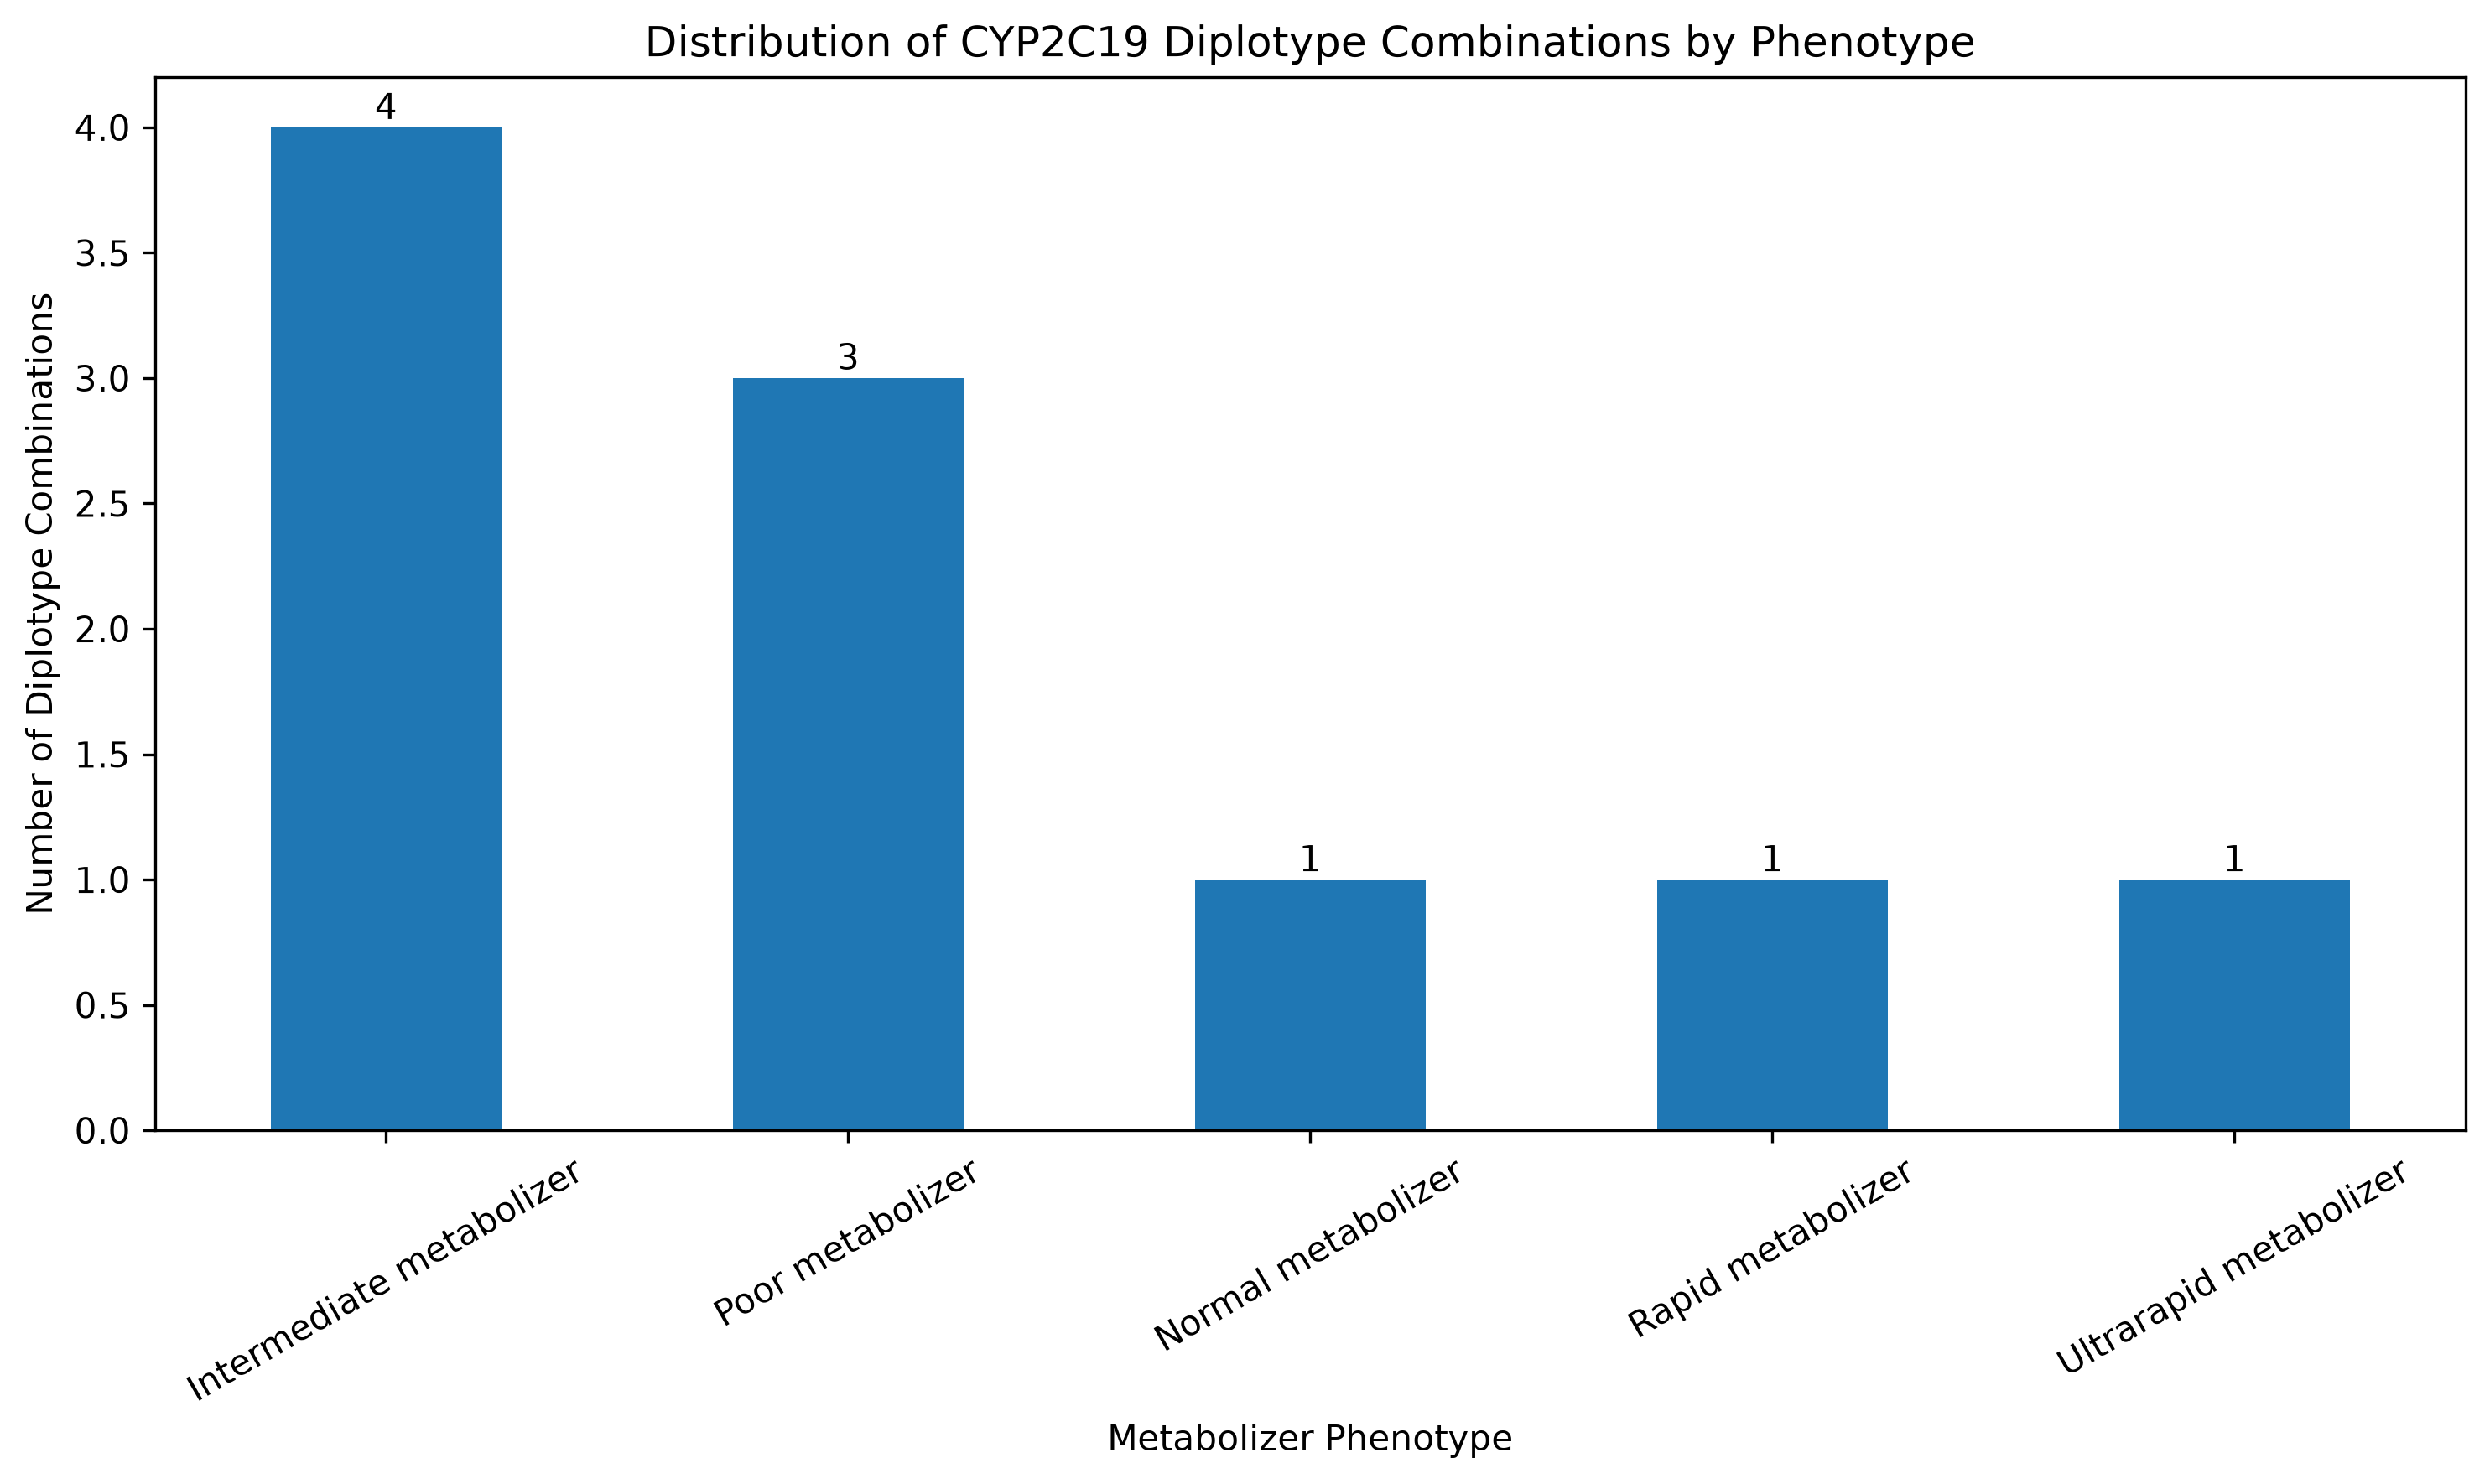 Distribution of CYP2C19 Diplotype Combinations by Phenotype
Number of Diplotype Combinations
4.0
3.5
3.0
2.5
2.0
1.5
1.0
0.5
0.0
4
3
1
1
1
Intermediate metabolizer
Poor metabolizer
Normal metabolizer
Rapid metabolizer
Ultrarapid metabolizer
Metabolizer Phenotype